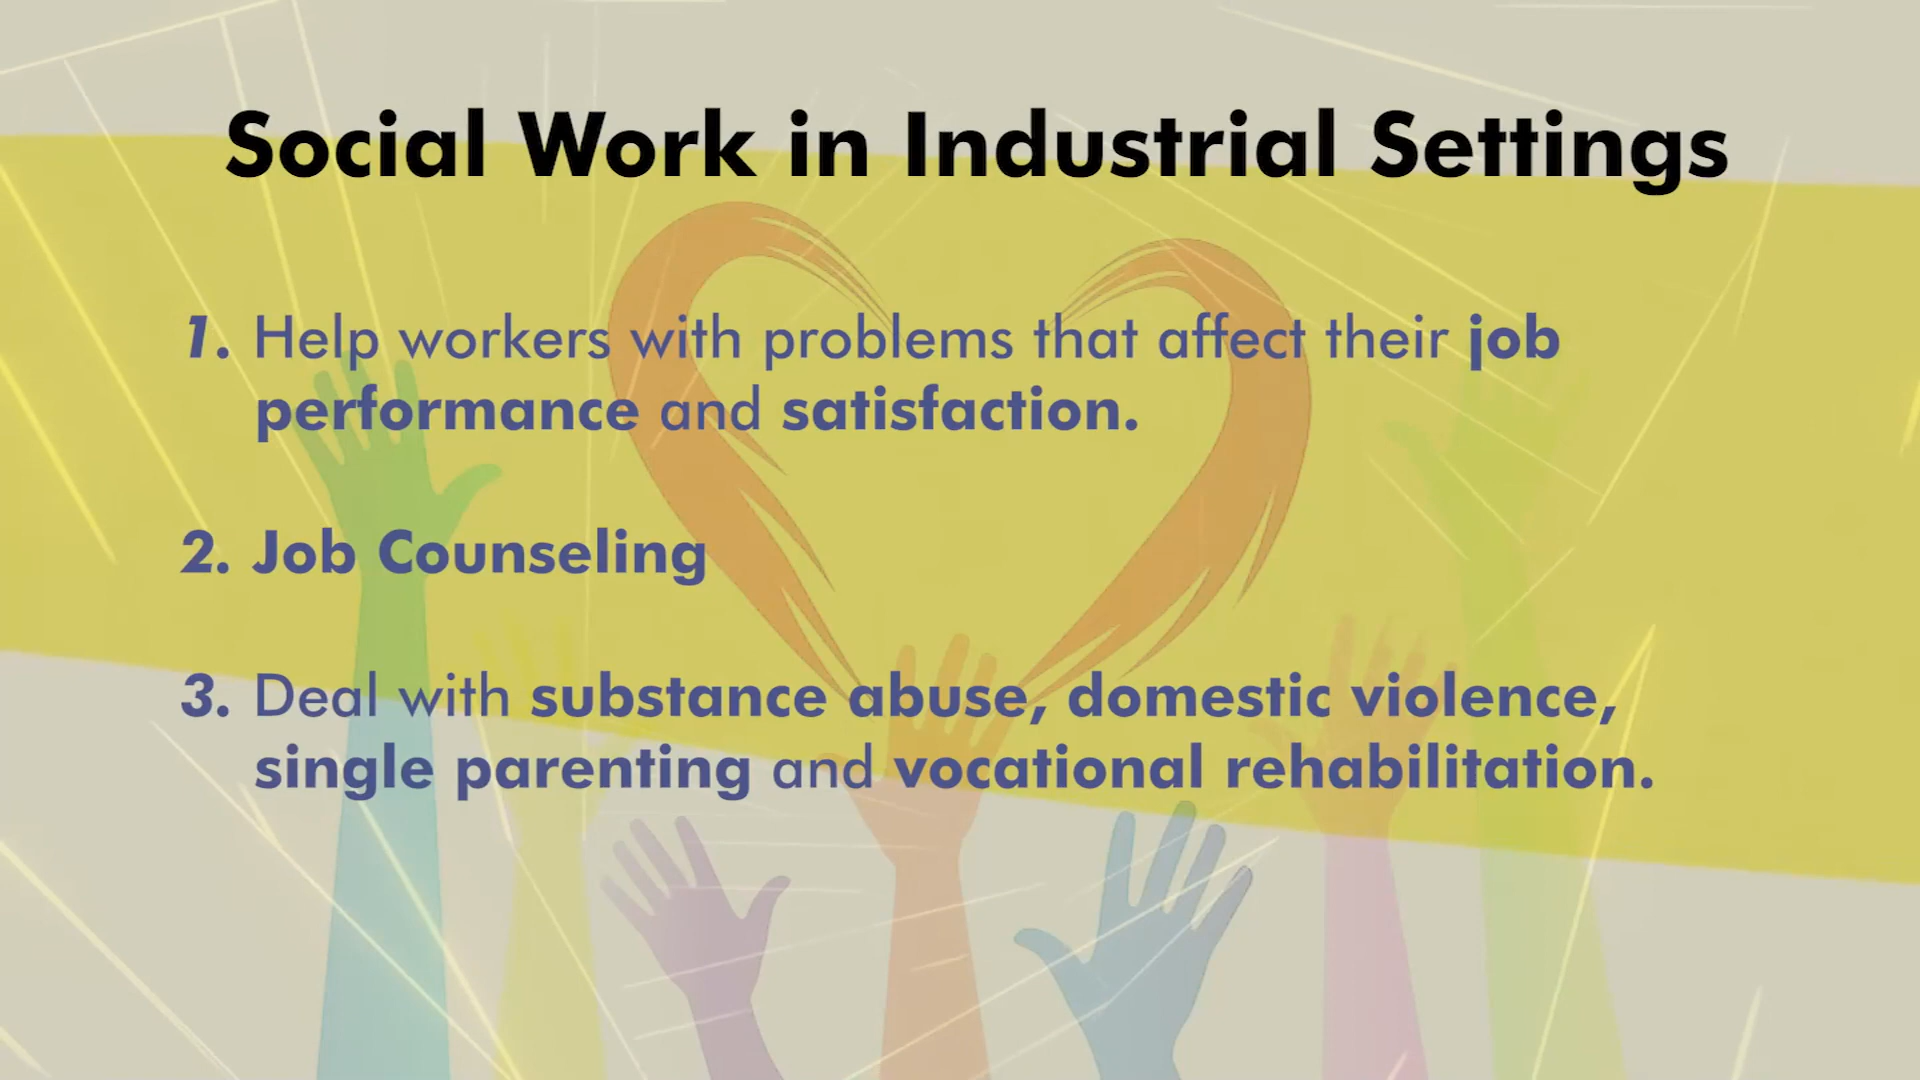 Social Work in Industrial Settings
1. Help workers with problems that affect their job
performance and satisfaction.
2. Job Counseling
3. Deal with substance abuse, domestic violence,
single parenting and vocational rehabilitation.